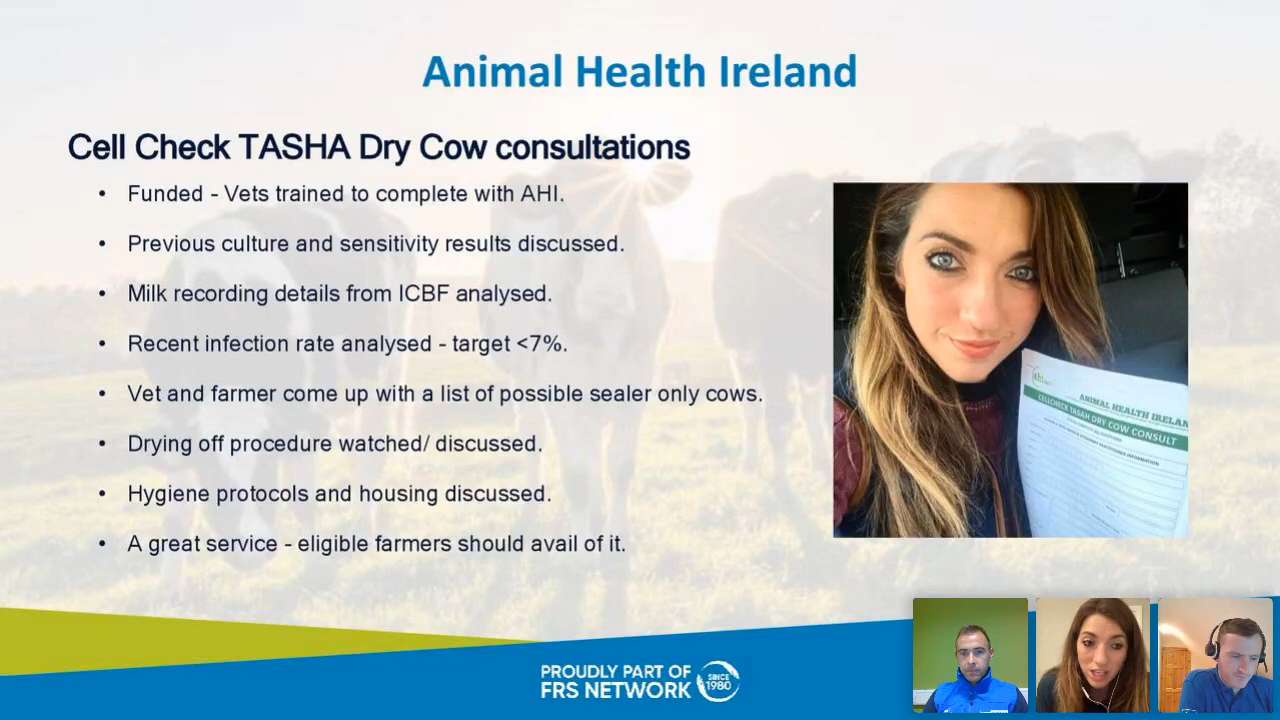 Animal Health Ireland
Cell Check TASHA Dry Cow consultations
• Funded - Vets trained to complete with AHI.
• Previous culture and sensitivity results discussed.
• Milk recording details from ICBF analysed.
• Recent infection rate analysed - target <7%.
• Vet and farmer come up with a list of possible sealer only cows.
• Drying off procedure watched/ discussed.
• Hygiene protocols and housing discussed.
• A great service - eligible farmers should avail of it.
ANIMAL HEALTH IRELAN
CELLCHECK TASAH DRY COW CONSULT
PROUDLY PART OF
FRS NETWORK
SINCE
1980